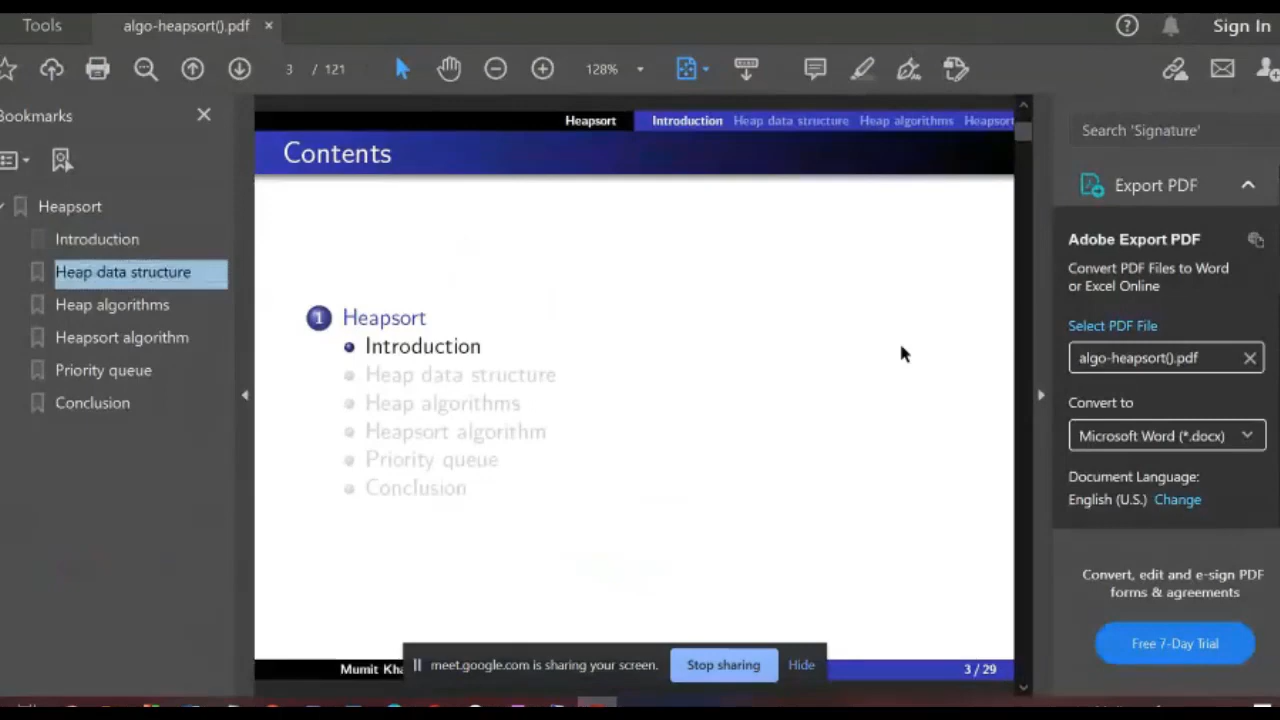 Tools
algo-heapsort().pdf
Sign In
3 / 121
128%
Bookmarks
Heapsort
Introduction
Heap data structure
Heap algorithms
Heapsort algorithm
Priority queue
Conclusion
Heapsort Introduction Heap data structure Heap algorithms Heapsort
Contents
1 Heapsort
Introduction
Heap data structure
Heap algorithms
Heapsort algorithm
Priority queue
Conclusion
Mumit Kha
3 / 29
meet.google.com is sharing your screen. Stop sharing Hide
Search 'Signature'
Export PDF
Adobe Export PDF
Convert PDF Files to Word
or Excel Online
Select PDF File
algo-heapsort().pdf
Convert to
Microsoft Word (*.docx)
Document Language:
English (U.S.) Change
Convert, edit and e-sign PDF
forms & agreements
Free 7-Day Trial